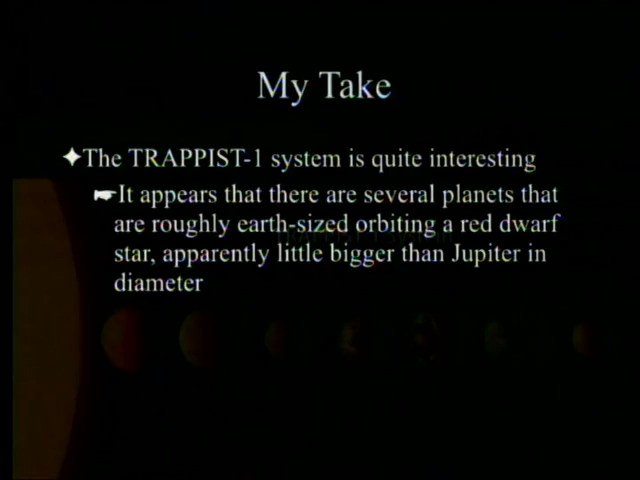 My Take
The TRAPPIST-1 system is quite interesting
It appears that there are several planets that
are roughly earth-sized orbiting a red dwarf
star, apparently little bigger than Jupiter in
diameter